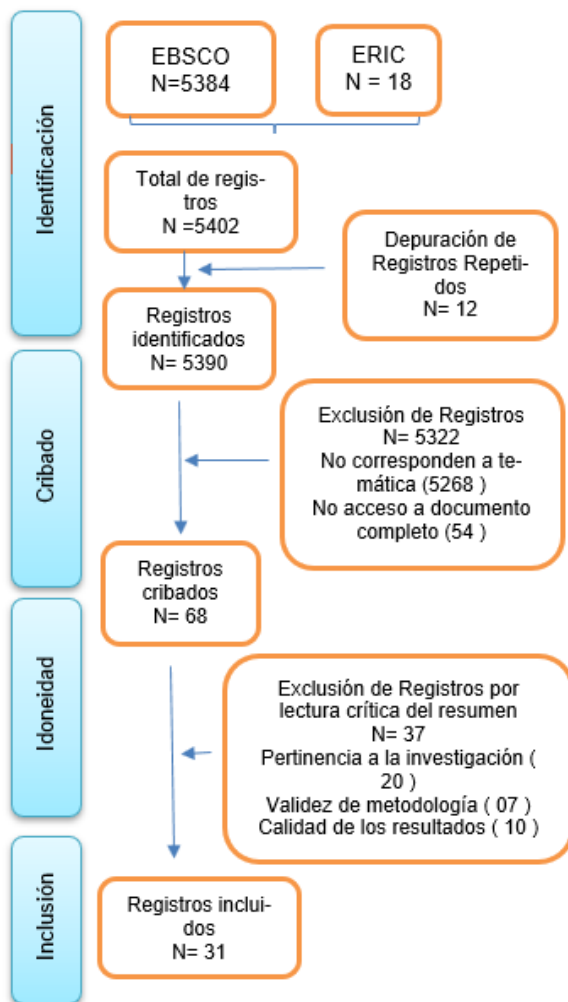 Identificación
EBSCO
N=5384
ERIC
N = 18
Total de regis-
tros
N =5402
Depuración de
Registros Repeti-
dos
N= 12
Registros
identificados
N= 5390
Cribado
Exclusión de Registros
N= 5322
No corresponden a te-
mática (5268 )
No acceso a documento
completo (54 )
Registros
cribados
N= 68
Idoneidad
Exclusión de Registros por
lectura crítica del resumen
N= 37
Pertinencia a la investigación (
20 )
Validez de metodología ( 07 )
Calidad de los resultados ( 10 )
Inclusión
Registros inclui-
dos
N= 31